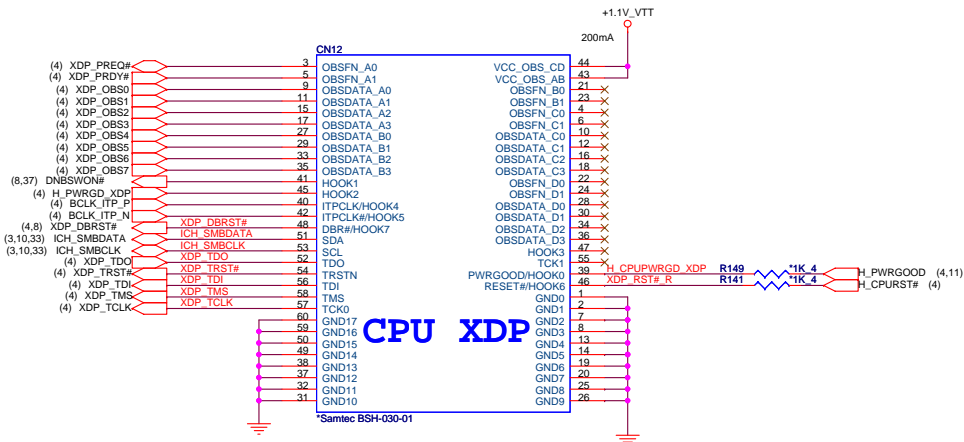 +1.1V_VTT
200mA
CN12
(4) XDP_PREQ# 3 OBSFN_A0 VCC_OBS_CD 44
(4) XP_PRDY# 5 OBSFN_A1 VCC_OBS_AB 43
(4) XDP_OBS0 9 OBSDATA_A0 OBSFN_B0 21
(4) XDP_OBS1 11 OBSDATA_A1 OBSFN_B1 23
(4) XDP_OBS2 15 OBSDATA_A2 OBSFN_C0 4
(4) XDP_OBS3 17 OBSDATA_A3 OBSFN_C1 6
(4) XDP_OBS4 27 OBSDATA_B0 OBSDATA_C0 10
(4) XDP_OBS5 29 OBSDATA_B1 OBSDATA_C1 12
(4) XDP_OBS6 33 OBSDATA_B2 OBSDATA_C2 16
(4) XDP_OBS7 35 OBSDATA_B3 OBSDATA_C3 18
(8,37) DNBSWON# 41 HOOK1 OBSFN_D0 22
(4) H_PWRGD_XDP 45 HOOK2 OBSFN_D1 24
(4) BCLK_ITP_P 40 ITPCLK/HOOK4 OBSDATA_D0 28
(4) BCLK_ITP_N 42 ITPCLK#/HOOK5 OBSDATA_D1 30
(4,8) XDP_DBRST# XDP_DBRST# 48 DBR#/HOOK7 OBSDATA_D2 34
(3,10,33) ICH_SMBDATA ICH_SMBDATA 51 SDA OBSDATA_D3 36
(3,10,33) ICH_SMBCLK ICH_SMBCLK 53 SCL HOOK3 47
(4) XDP_TDO XDP_TDO 52 TDO TCK1 55
(4) XDP_TRST# XDP_TRST# 54 TRSTN PWRGOOD/HOOK0 39 H_CPUPWRGD_XDP R149 *1K_4 H_PWRGOOD (4,11)
(4) XDP_TDI XDP_TDI 56 TDI RESET#/HOOK6 46 XDP_RST#_R R141 *1K_4 H_CPURST# (4)
(4) XDP_TMS XDP_TMS 58 TMS GND0 1
(4) XDP_TCLK XDP_TCLK 57 TCK0 GND1 2
60 GND17 GND2 7
59 GND16 GND3 8
50 GND15 GND4 13
49 GND14 GND5 14
38 GND13 GND6 19
37 GND12 GND7 20
32 GND11 GND8 25
31 GND10 GND9 26
CPU XDP
*Samtec BSH-030-01